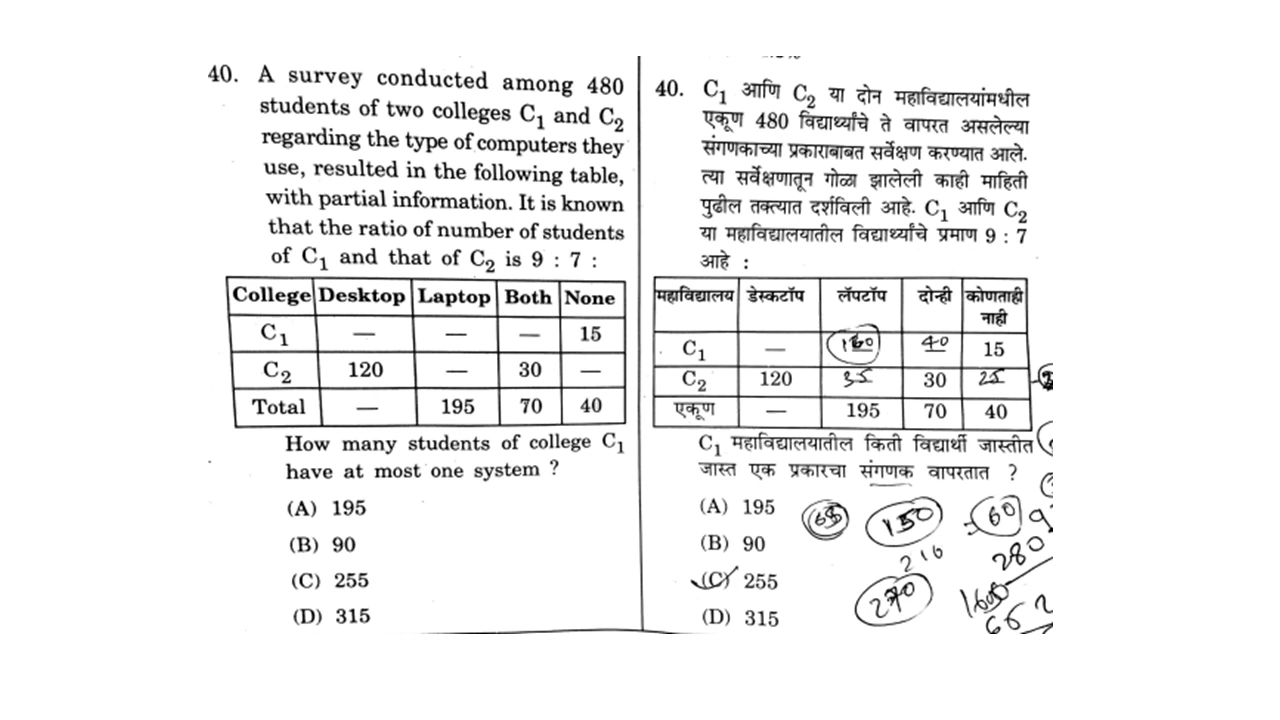 40. A survey conducted among 480
students of two colleges C₁ and C₂
regarding the type of computers they
use, resulted in the following table,
with partial information. It is known
that the ratio of number of students
of C₁ and that of C₂ is 9 : 7 :
College Desktop Laptop Both None
C₁ — — — 15
C₂ 120 — 30 —
Total — 195 70 40
How many students of college C₁
have at most one system ?
(A) 195
(B) 90
(C) 255
(D) 315
40. C₁ आणि C₂ या दोन महाविद्यालयांमधील
एकूण 480 विद्यार्थ्यांचे ते वापरत असलेल्या
संगणकाच्या प्रकाराबाबत सर्वेक्षण करण्यात आले.
त्या सर्वेक्षणातून गोळा झालेली काही माहिती
पुढील तक्त्यात दर्शविली आहे. C₁ आणि C₂
या महाविद्यालयातील विद्यार्थ्यांचे प्रमाण 9 : 7
आहे :
महाविद्यालय डेस्कटॉप लॅपटॉप दोन्ही कोणताही
नाही
C₁ — 40 15
C₂ 120 35 30 25
एकूण — 195 70 40
C₁ महाविद्यालयातील किती विद्यार्थी जास्तीत
जास्त एक प्रकारचा संगणक वापरतात ?
(A) 195
(B) 90
(C) 255
(D) 315
150
60
210
280
270